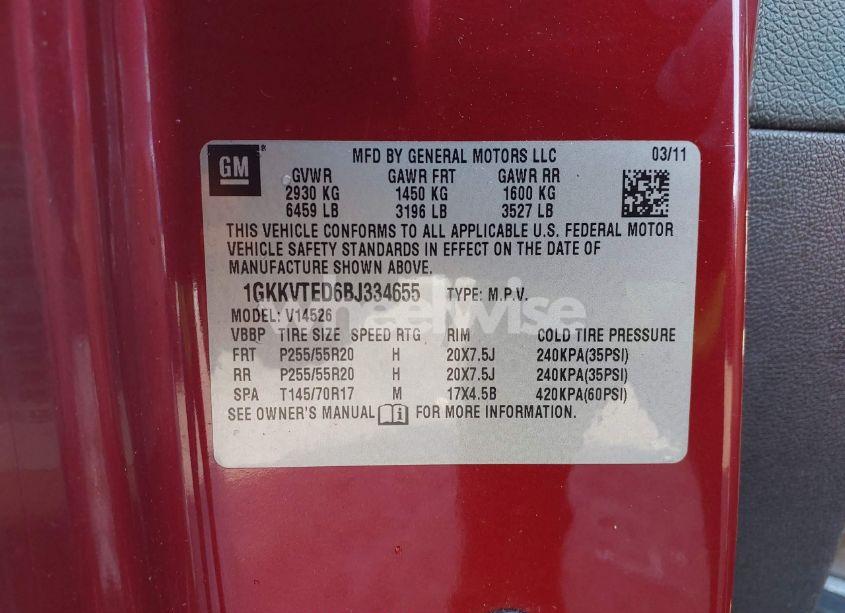 GM ® MFD BY GENERAL MOTORS LLC 03/11
GVWR GAWR FRT GAWR RR
2930 KG 1450 KG 1600 KG
6459 LB 3196 LB 3527 LB
THIS VEHICLE CONFORMS TO ALL APPLICABLE U.S. FEDERAL MOTOR
VEHICLE SAFETY STANDARDS IN EFFECT ON THE DATE OF
MANUFACTURE SHOWN ABOVE.
1GKKVTED6BJ334655 TYPE: M.P.V.
MODEL: V14526
wheelwise
VBBP TIRE SIZE SPEED RTG RIM COLD TIRE PRESSURE
FRT P255/55R20 H 20X7.5J 240KPA(35PSI)
RR P255/55R20 H 20X7.5J 240KPA(35PSI)
SPA T145/70R17 M 17X4.5B 420KPA(60PSI)
SEE OWNER'S MANUAL FOR MORE INFORMATION.